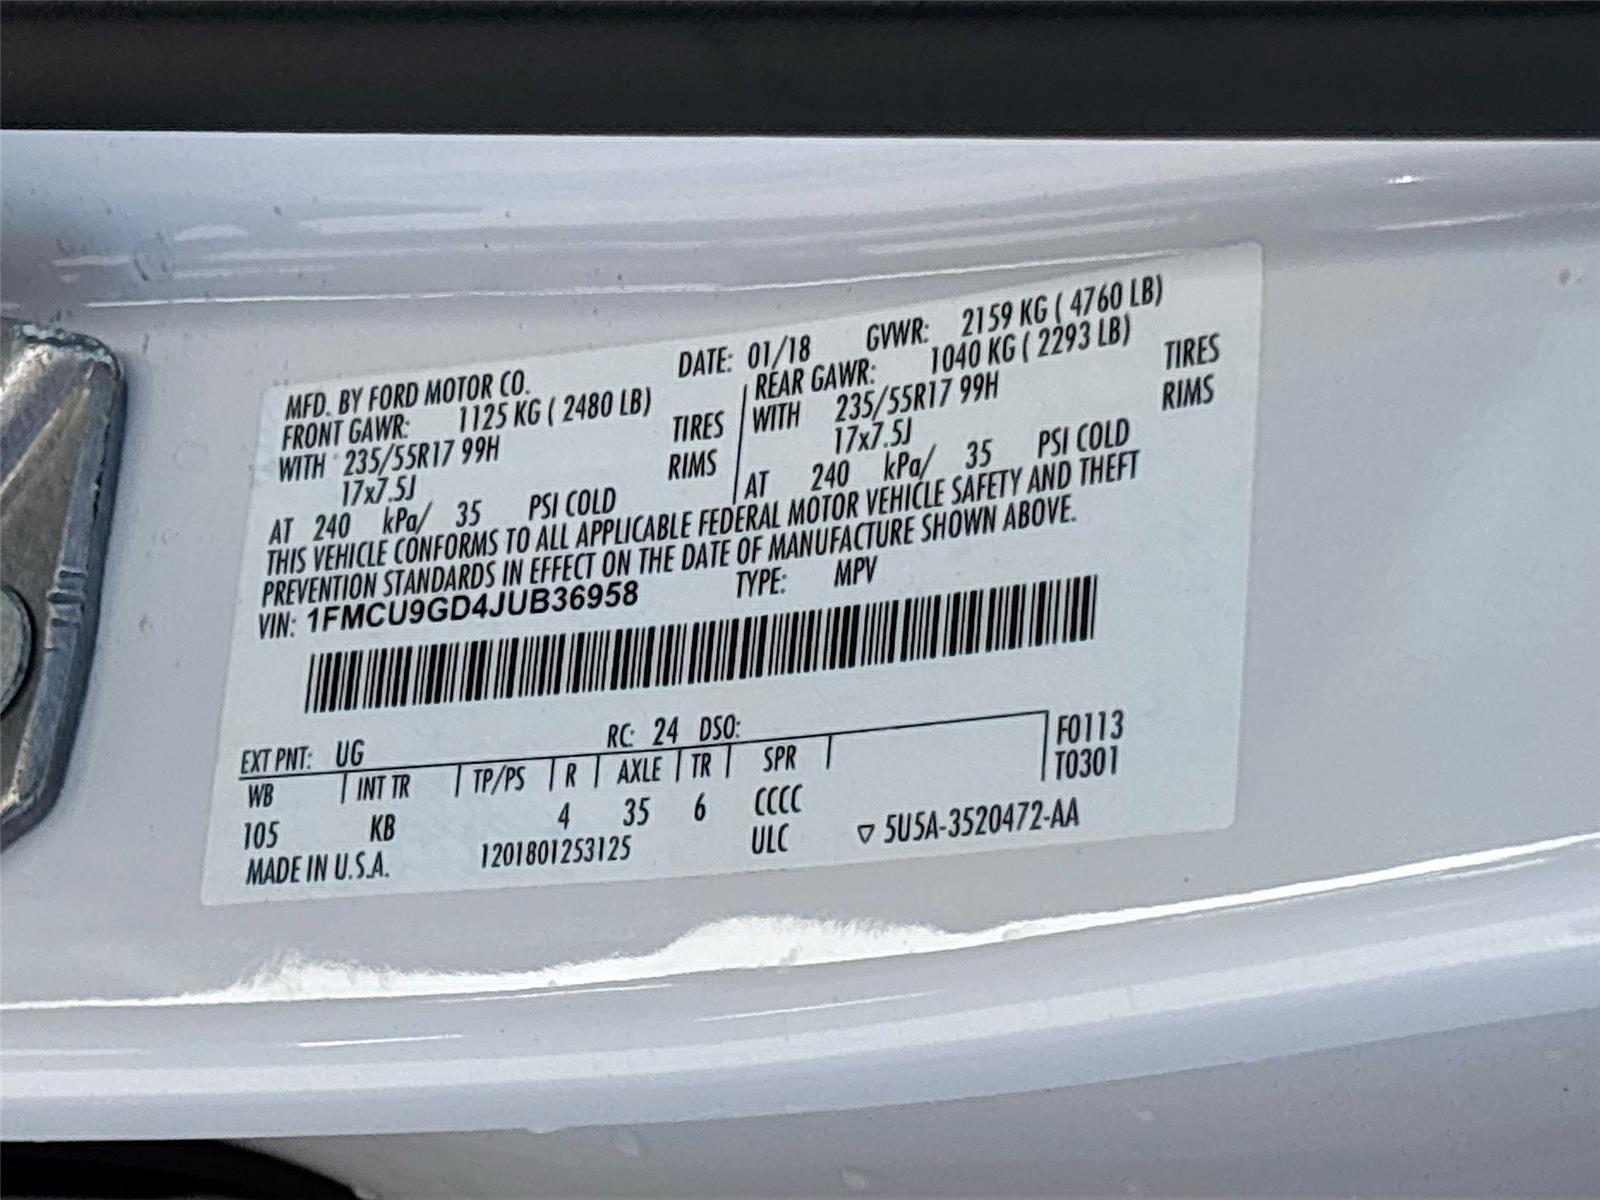 MFD. BY FORD MOTOR CO. DATE: 01/18 GVWR: 2159 KG ( 4760 LB)
FRONT GAWR: 1125 KG ( 2480 LB) REAR GAWR: 1040 KG ( 2293 LB)
WITH 235/55R17 99H TIRES WITH 235/55R17 99H TIRES
17x7.5J RIMS 17x7.5J RIMS
AT 240 kPa/ 35 PSI COLD AT 240 kPa/ 35 PSI COLD
THIS VEHICLE CONFORMS TO ALL APPLICABLE FEDERAL MOTOR VEHICLE SAFETY AND THEFT
PREVENTION STANDARDS IN EFFECT ON THE DATE OF MANUFACTURE SHOWN ABOVE.
VIN: 1FMCU9GD4JUB36958 TYPE: MPV
EXT PNT: UG RC: 24 DSO: F0113
WB INT TR TP/PS R AXLE TR SPR T0301
105 KB 4 35 6 CCCC
MADE IN U.S.A. 1201801253125 ULC ▽ 5U5A-3520472-AA